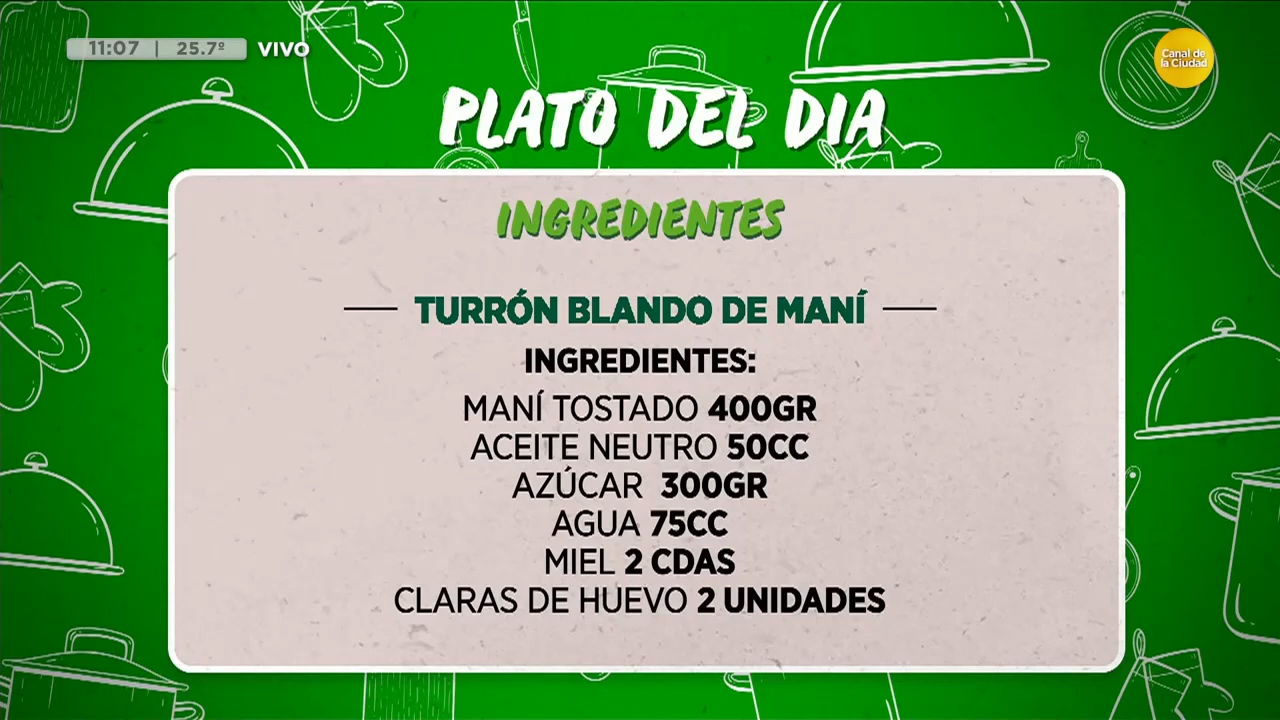 11:07 | 25.7º VIVO
Canal de
la Ciudad
PLATO DEL DIA
INGREDIENTES
TURRÓN BLANDO DE MANÍ
INGREDIENTES:
MANÍ TOSTADO 400GR
ACEITE NEUTRO 50CC
AZÚCAR 300GR
AGUA 75CC
MIEL 2 CDAS
CLARAS DE HUEVO 2 UNIDADES